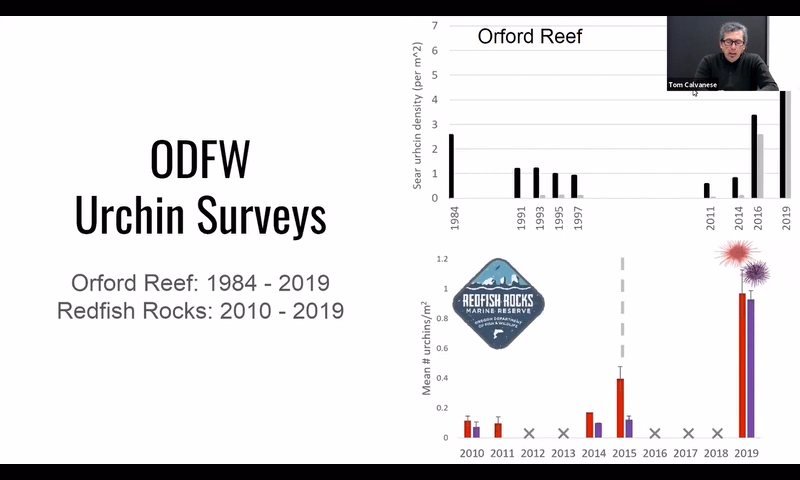 ODFW
Urchin Surveys
Orford Reef: 1984 - 2019
Redfish Rocks: 2010 - 2019
Orford Reef
Sear urhcin density (per m^2)
7
6
5
4
3
2
1
0
1984
1991
1993
1995
1997
2011
2014
2016
2019
Tom Calvanese
REDFISH ROCKS
MARINE RESERVE
OREGON DEPARTMENT
OF FISH & WILDLIFE
Mean # urchins/m²
1.2
1
0.8
0.6
0.4
0.2
0
2010 2011 2012 2013 2014 2015 2016 2017 2018 2019